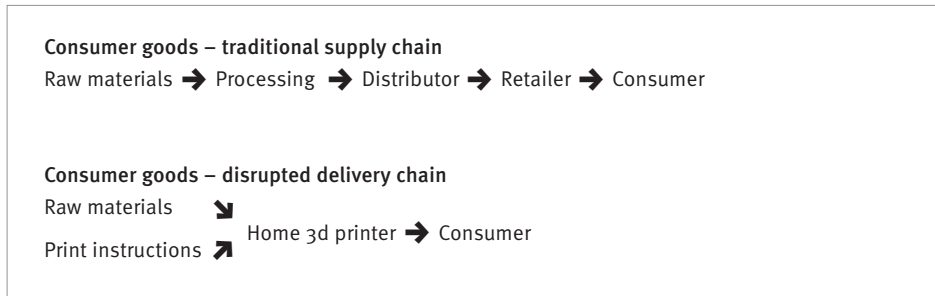 Consumer goods – traditional supply chain
Raw materials ➔ Processing ➔ Distributor ➔ Retailer ➔ Consumer
Consumer goods – disrupted delivery chain
Raw materials
Home 3d printer ➔ Consumer
Print instructions